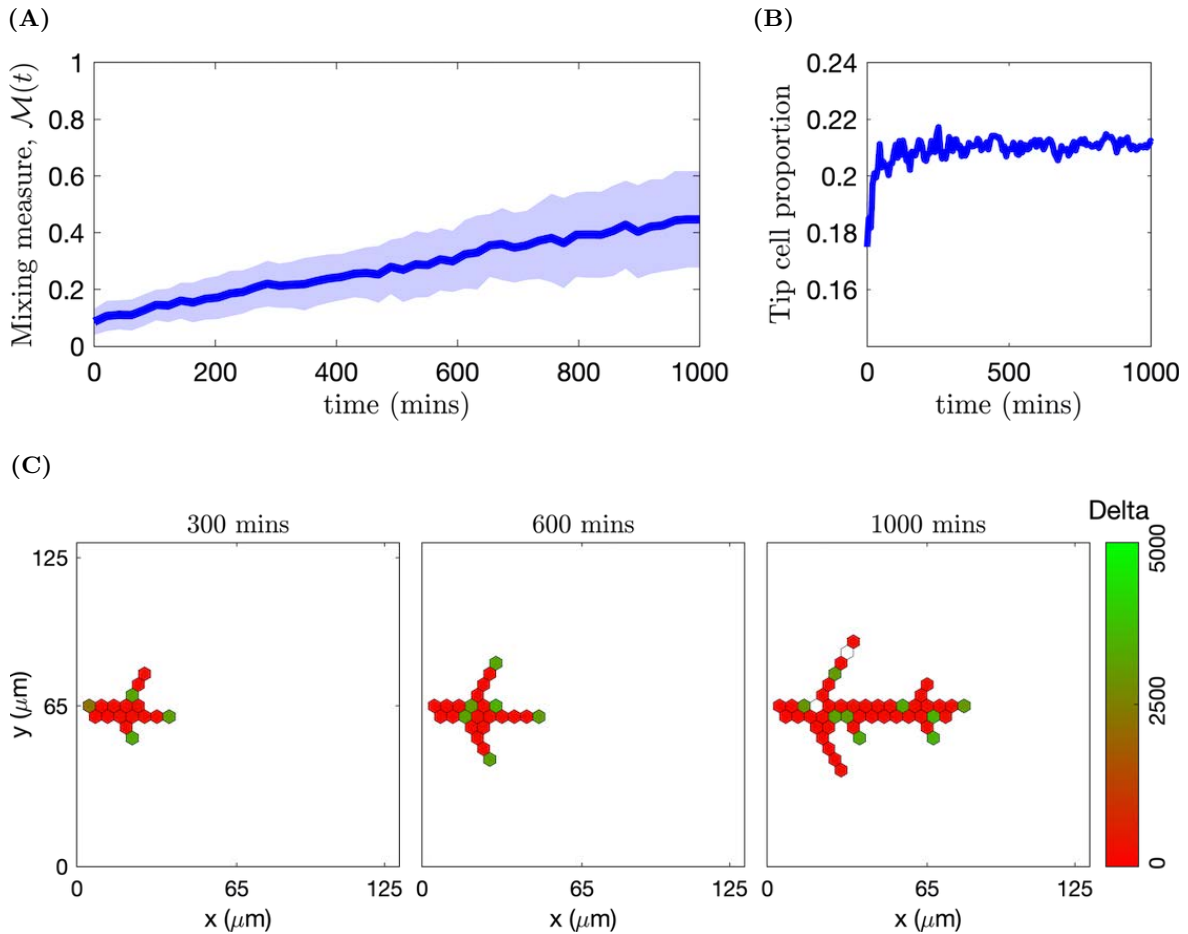 (A)
(B)
Mixing measure, M(t)
1
0.8
0.6
0.4
0.2
0
0 200 400 600 800 1000
time (mins)
Tip cell proportion
0.24
0.22
0.2
0.18
0.16
0 500 1000
time (mins)
(C)
300 mins
600 mins
1000 mins
Delta
y (μm)
125
65
0
0 65 125
x (μm)
0 65 125
x (μm)
0 65 125
x (μm)
5000
2500
0